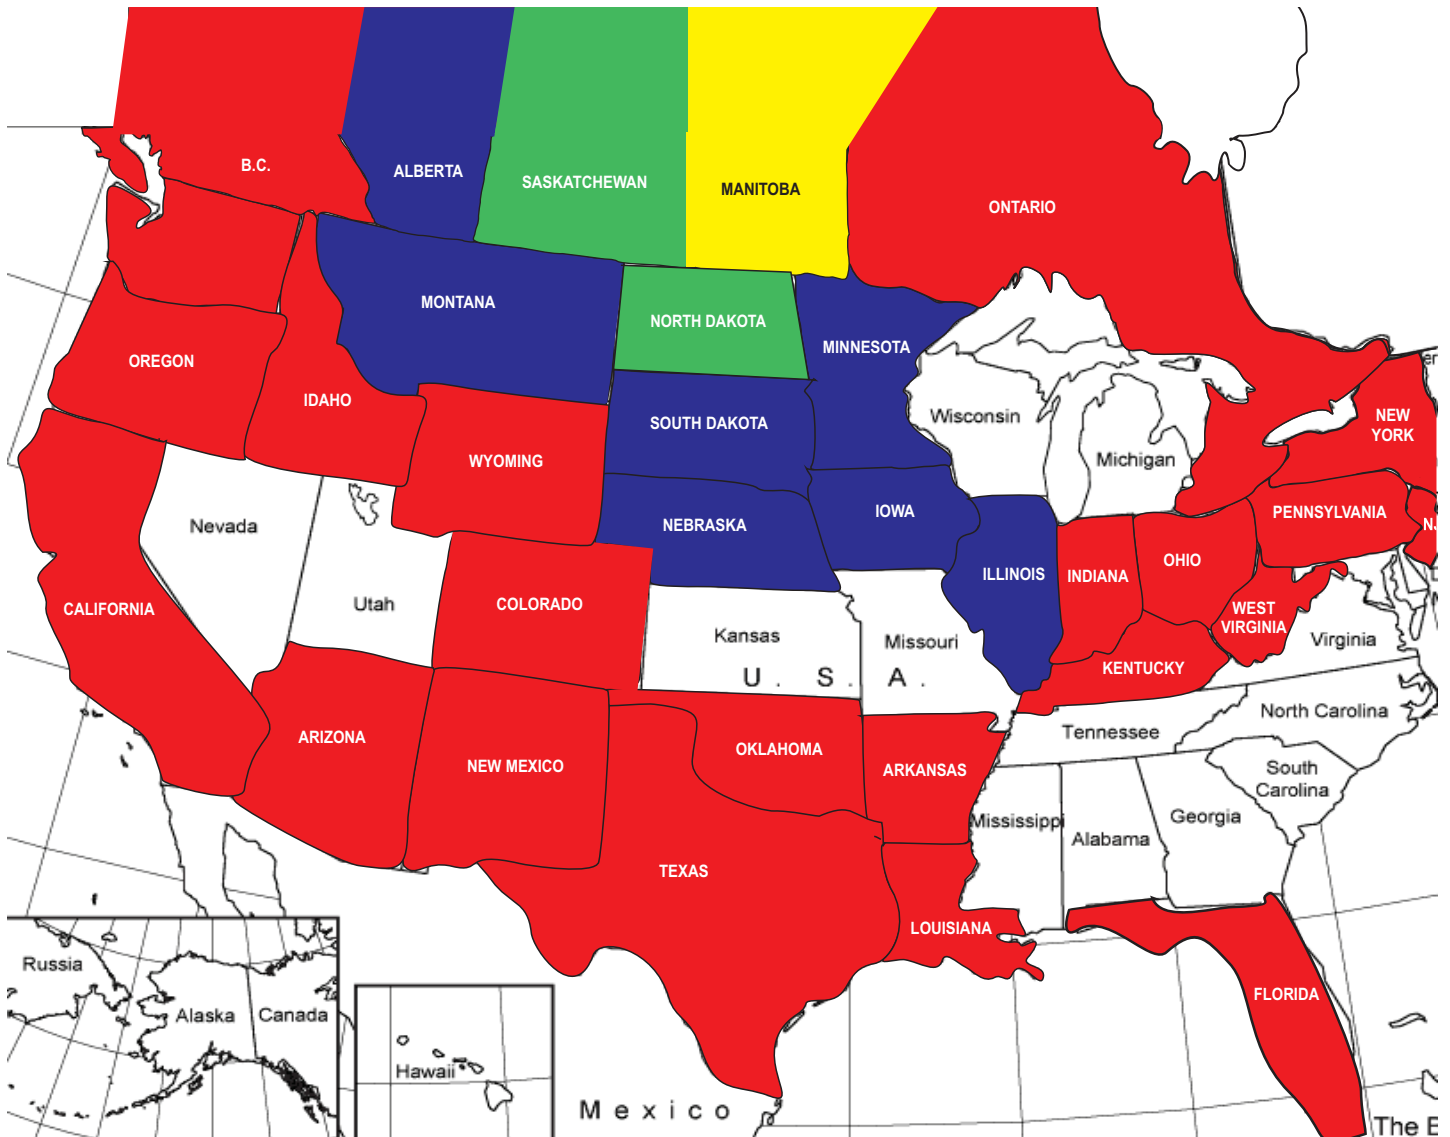 B.C.
ALBERTA
SASKATCHEWAN
MANITOBA
ONTARIO
MONTANA
NORTH DAKOTA
MINNESOTA
OREGON
IDAHO
SOUTH DAKOTA
WYOMING
Wisconsin
Michigan
NEW
YORK
Nevada
NEBRASKA
IOWA
PENNSYLVANIA
NJ
CALIFORNIA
Utah
COLORADO
ILLINOIS
INDIANA
OHIO
WEST
VIRGINIA
Kansas
Missouri
Virginia
KENTUCKY
U. S. A.
ARIZONA
NEW MEXICO
OKLAHOMA
ARKANSAS
Tennessee
North Carolina
South
Carolina
Mississippi
Alabama
Georgia
TEXAS
LOUISIANA
FLORIDA
Russia
Alaska
Canada
Hawaii
Mexico
The B